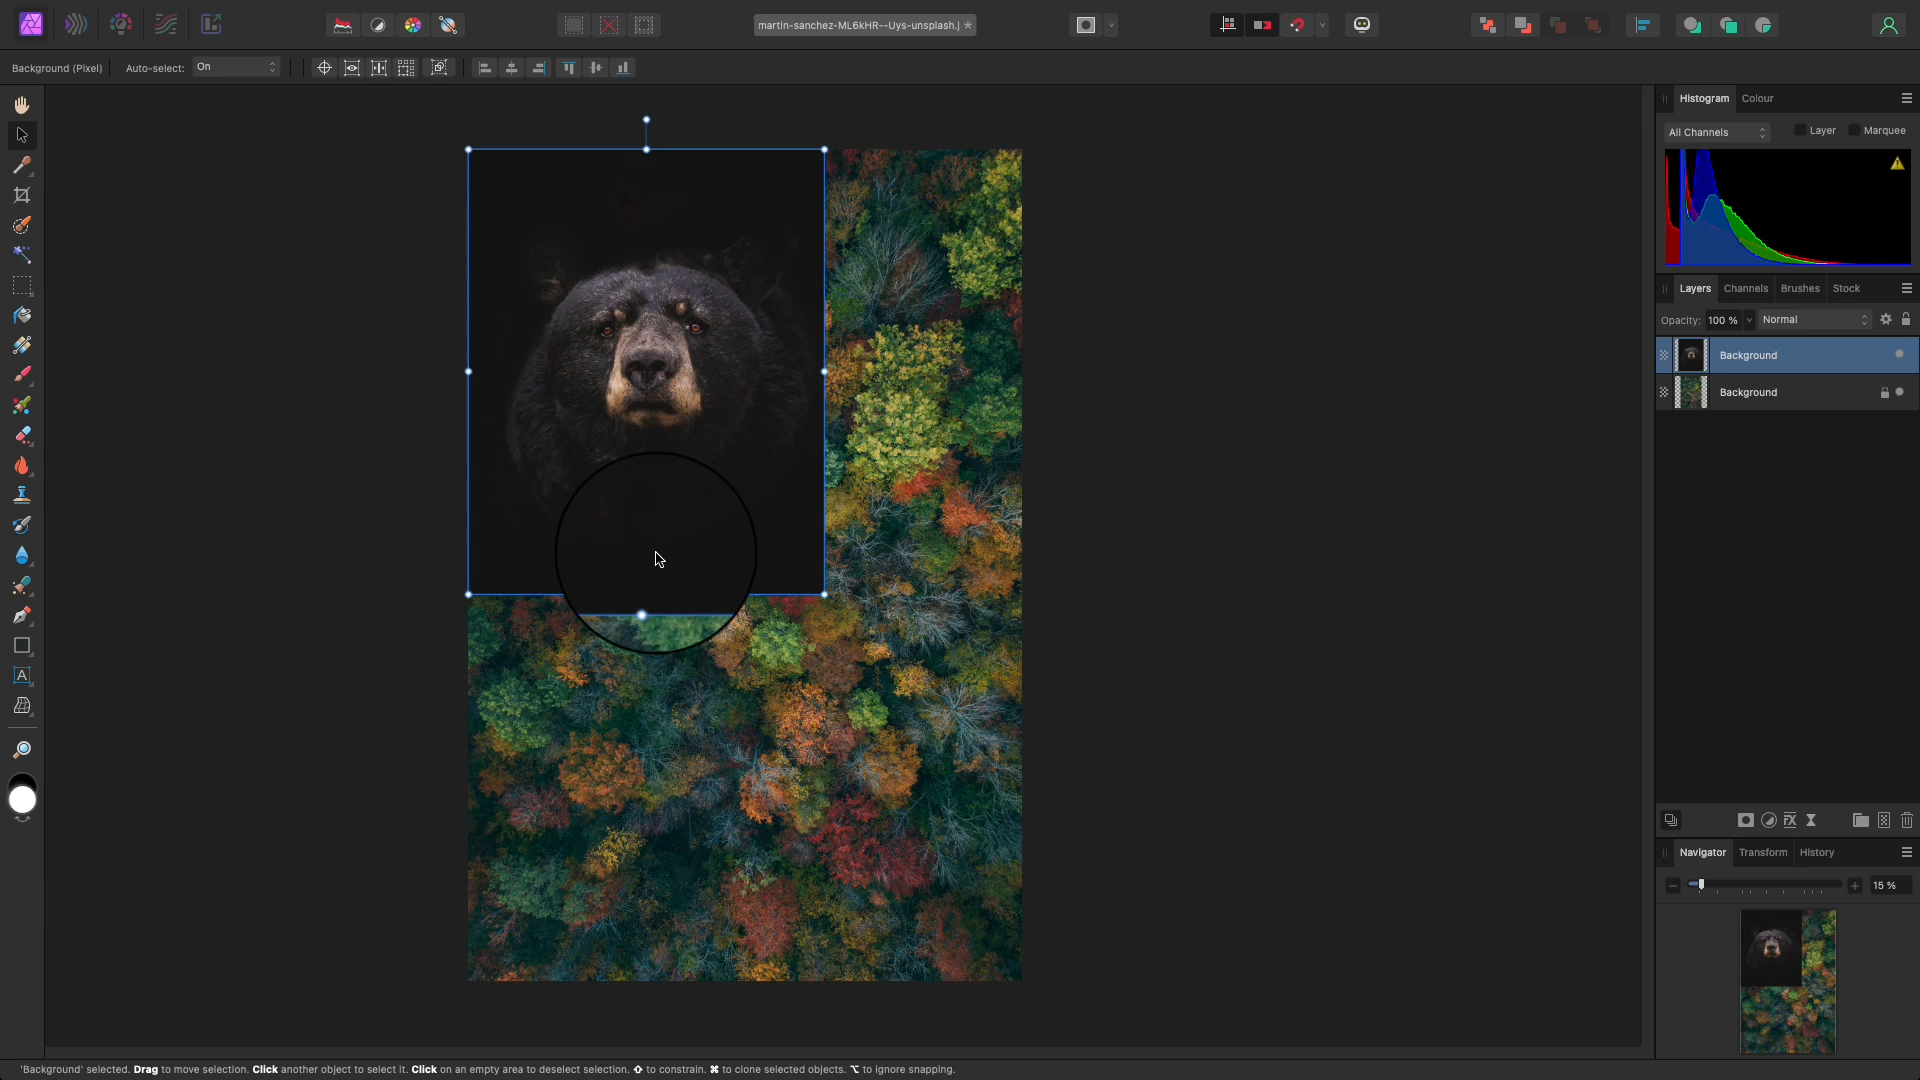 martin-sanchez-ML6kHR--Uys-unsplash.j *
Background (Pixel) Auto-select: On
Histogram Colour
All Channels Layer Marquee
Layers Channels Brushes Stock
Opacity: 100 % Normal
Background
Background
A
FX
Navigator Transform History
15 %
'Background' selected. Drag to move selection. Click another object to select it. Click on an empty area to deselect selection. ⇧ to constrain. ⌘ to clone selected objects. ⌥ to ignore snapping.